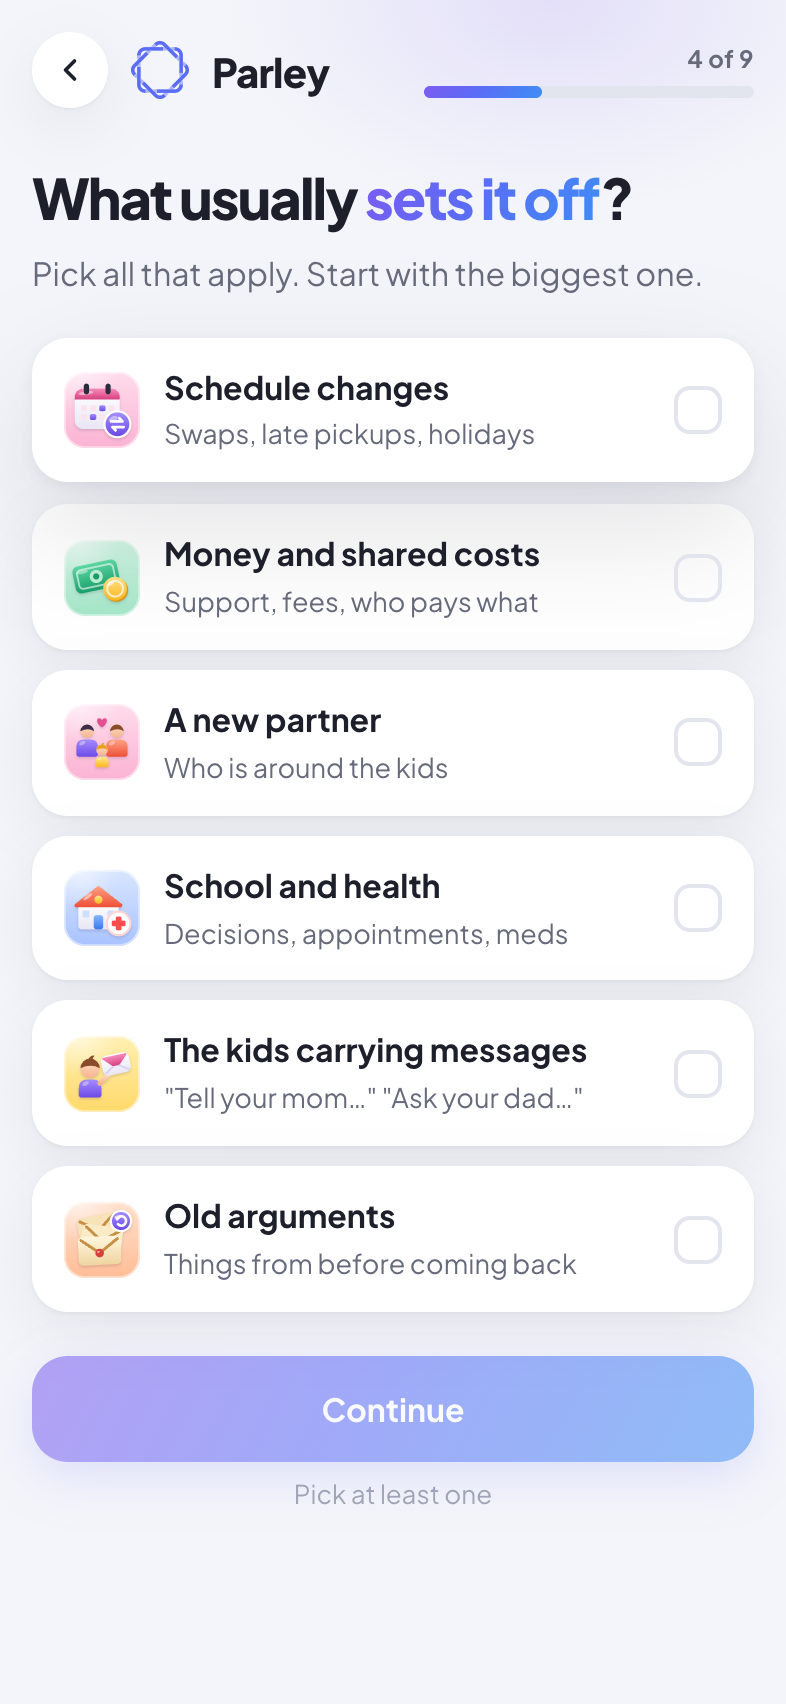 Parley
4 of 9
What usually sets it off?
Pick all that apply. Start with the biggest one.
Schedule changes
Swaps, late pickups, holidays
Money and shared costs
Support, fees, who pays what
A new partner
Who is around the kids
School and health
Decisions, appointments, meds
The kids carrying messages
"Tell your mom..." "Ask your dad..."
Old arguments
Things from before coming back
Continue
Pick at least one